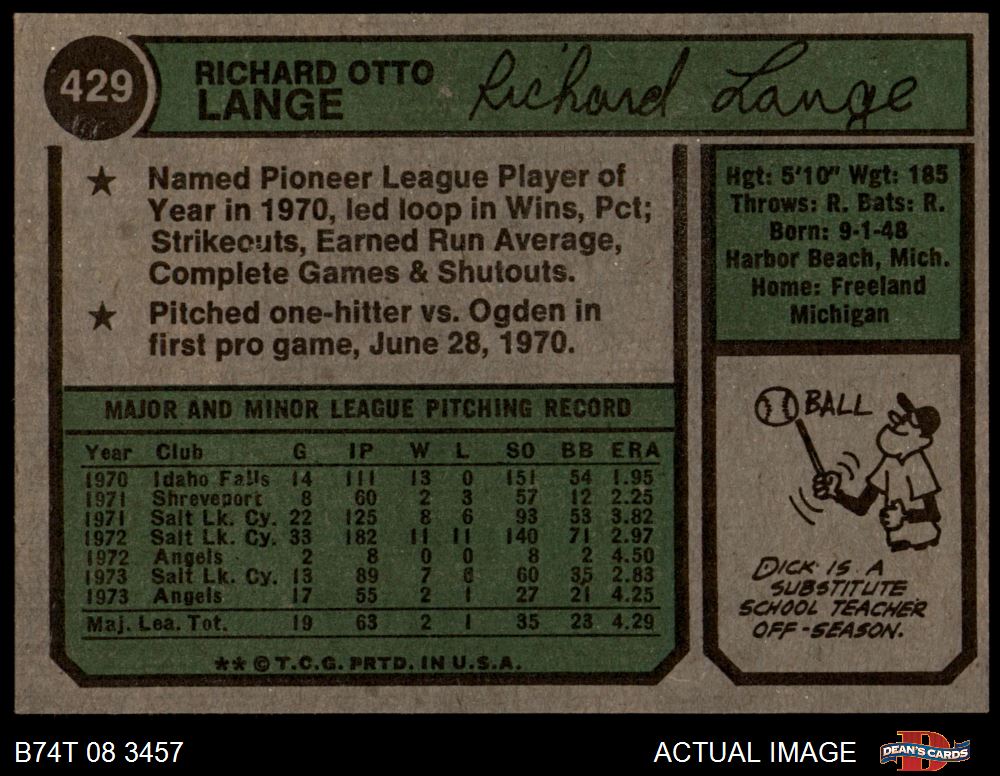 429
RICHARD OTTO
LANGE
Richard Lange
★ Named Pioneer League Player of
Year in 1970, led loop in Wins, Pct;
Strikeouts, Earned Run Average,
Complete Games & Shutouts.
★ Pitched one-hitter vs. Ogden in
first pro game, June 28, 1970.
Hgt: 5'10" Wgt: 185
Throws: R. Bats: R.
Born: 9-1-48
Harbor Beach, Mich.
Home: Freeland
Michigan
MAJOR AND MINOR LEAGUE PITCHING RECORD
Year Club G IP W L SO BB ERA
1970 Idaho Falls 14 111 13 0 151 54 1.95
1971 Shreveport 8 60 2 3 57 12 2.25
1971 Salt Lk. Cy. 22 125 8 6 93 53 3.82
1972 Salt Lk. Cy. 33 182 11 11 140 71 2.97
1972 Angels 2 8 0 0 8 2 4.50
1973 Salt Lk. Cy. 13 89 7 60 35 2.83
1973 Angels 17 55 2 1 27 21 4.25
Maj. Lea. Tot. 19 63 2 1 35 23 4.29
** © T.C.G. PRTD. IN U.S.A.
BALL
DICK IS A
SUBSTITUTE
SCHOOL TEACHER
OFF-SEASON.
B74T 08 3457
ACTUAL IMAGE
D
DEAN'S CARDS